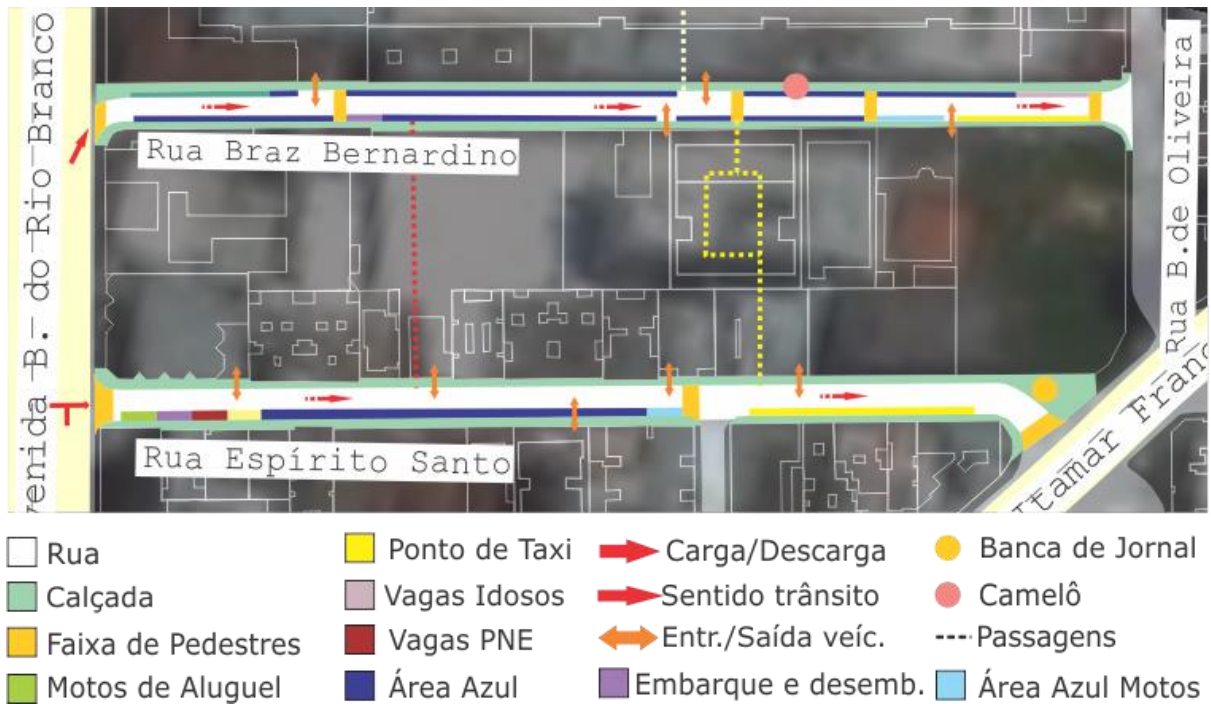 venida B. do Rio Branco
Rua Braz Bernardino
Rua B.de Oliveira
Rua Espírito Santo
Itamar Franc
Rua
Calçada
Faixa de Pedestres
Motos de Aluguel
Ponto de Taxi
Vagas Idosos
Vagas PNE
Área Azul
Carga/Descarga
Sentido trânsito
Entr./Saída veíc.
Embarque e desemb.
Banca de Jornal
Camelô
Passagens
Área Azul Motos